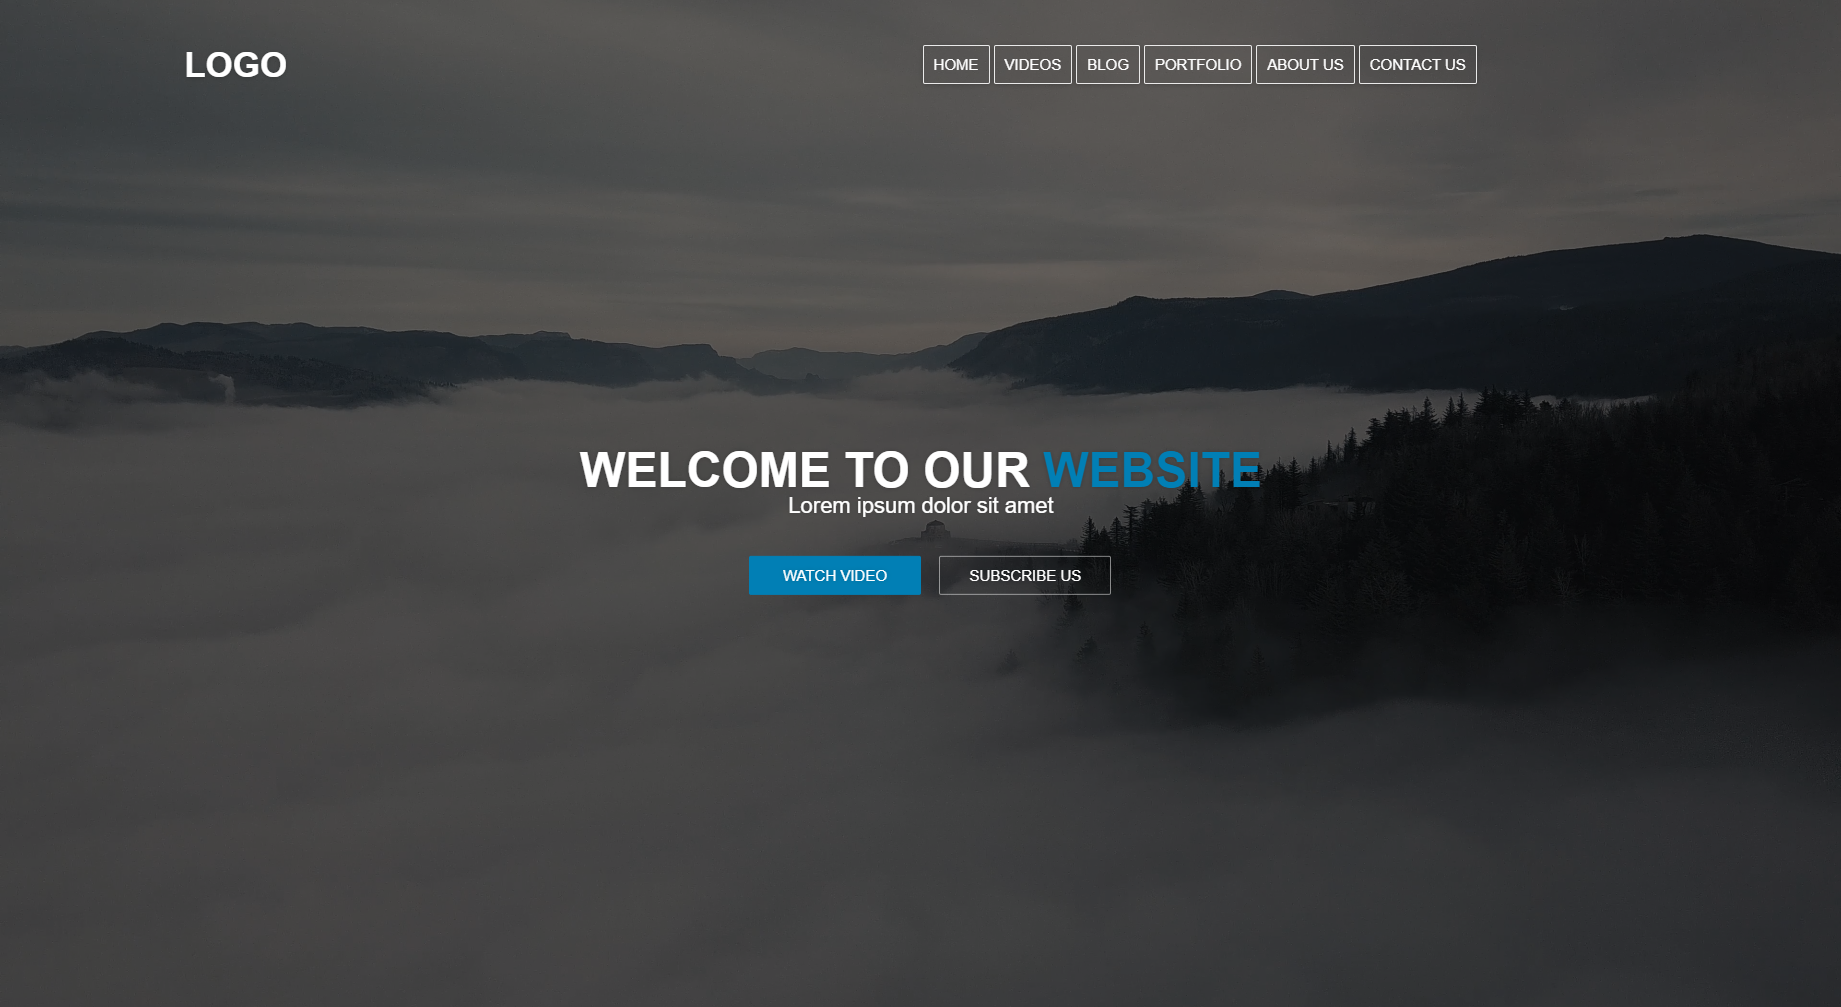 LOGO
HOME VIDEOS BLOG PORTFOLIO ABOUT US CONTACT US
WELCOME TO OUR WEBSITE
Lorem ipsum dolor sit amet
WATCH VIDEO SUBSCRIBE US